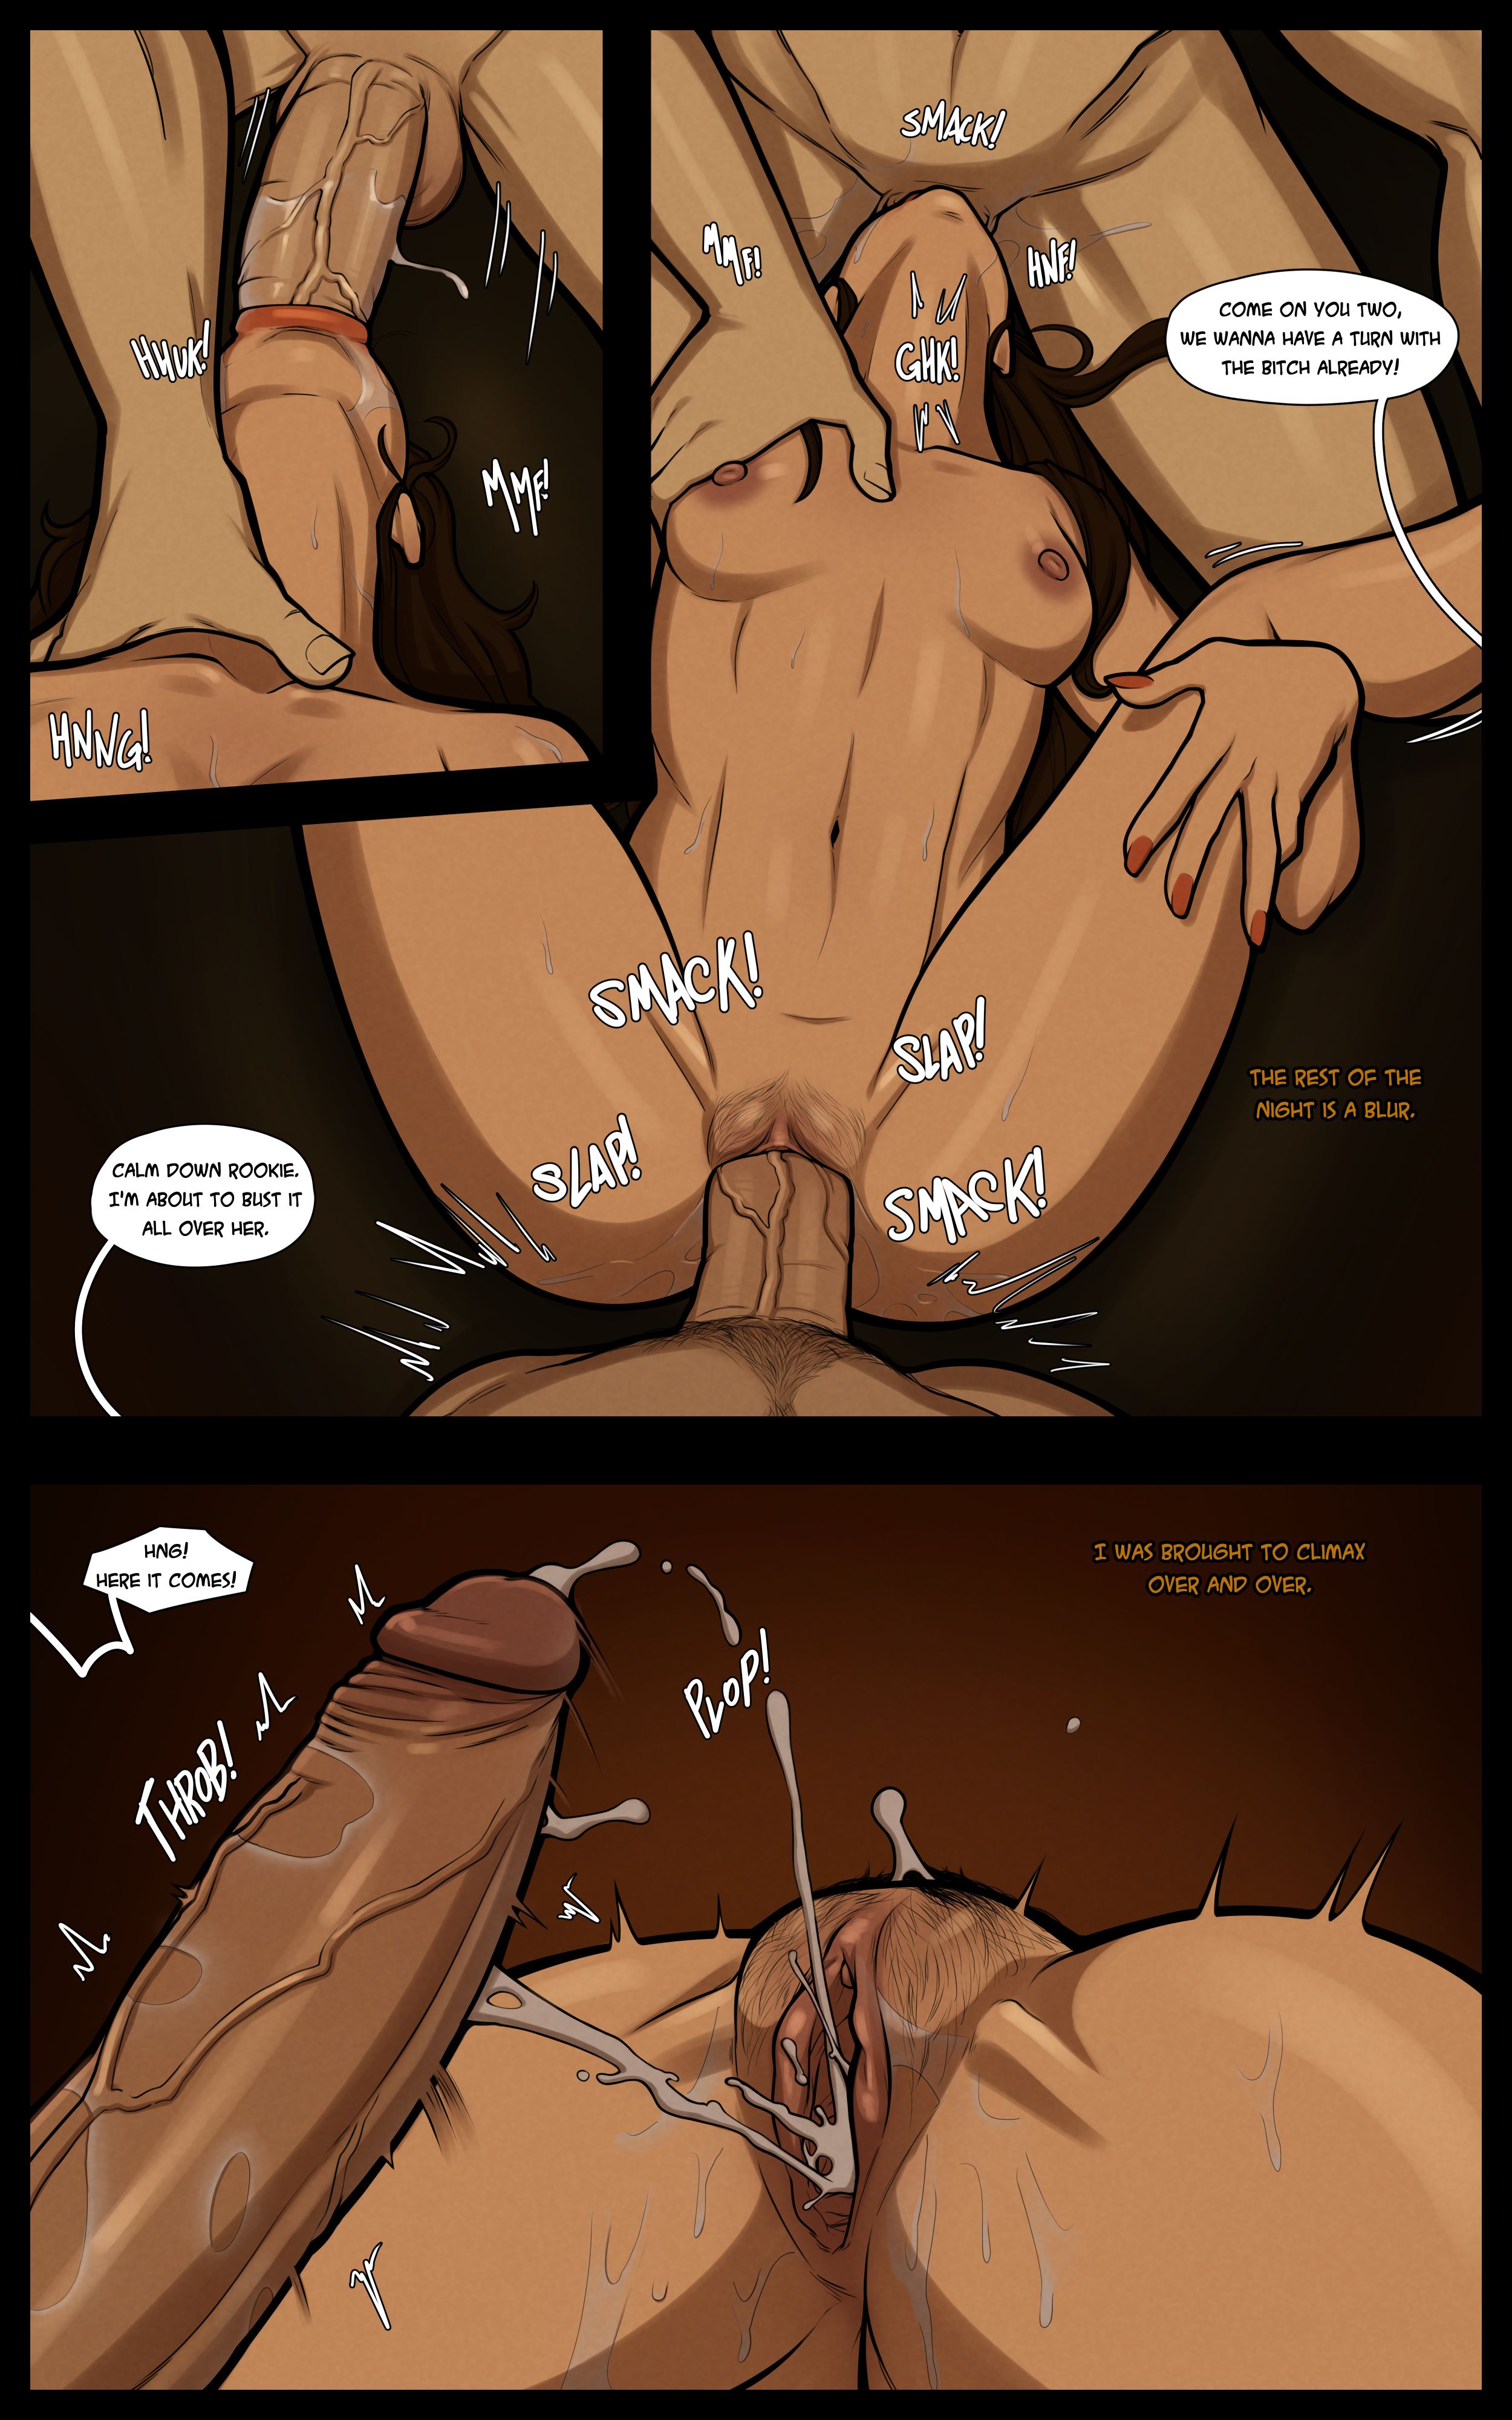 HHUK!
MMF!
HNNG!
SMACK!
MMF!
HNF!
GHK!
COME ON YOU TWO,
WE WANNA HAVE A TURN WITH
THE BITCH ALREADY!
SMACK!
SLAP!
THE REST OF THE
NIGHT IS A BLUR.
SLAP!
SMACK!
CALM DOWN ROOKIE.
I'M ABOUT TO BUST IT
ALL OVER HER.
HNG!
HERE IT COMES!
I WAS BROUGHT TO CLIMAX
OVER AND OVER.
PLOP!
THROB!